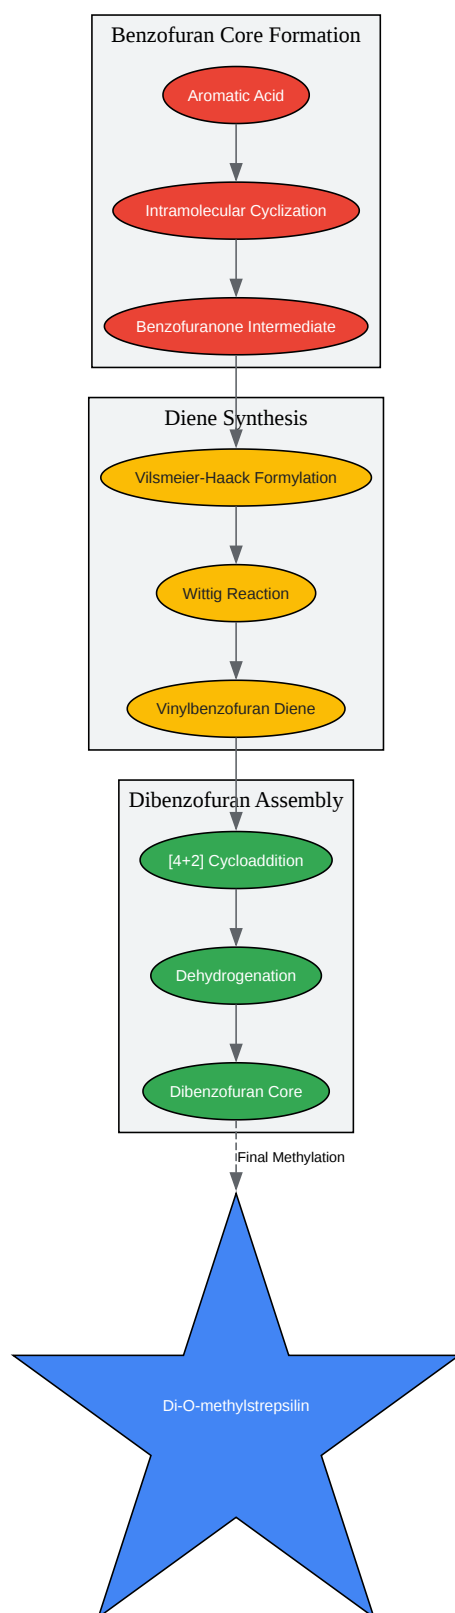 Benzofuran Core Formation
Aromatic Acid
Intramolecular Cyclization
Benzofuranone Intermediate
Diene Synthesis
Vilsmeier-Haack Formylation
Wittig Reaction
Vinylbenzofuran Diene
Dibenzofuran Assembly
[4+2] Cycloaddition
Dehydrogenation
Dibenzofuran Core
Final Methylation
Di-O-methylstrepsilin